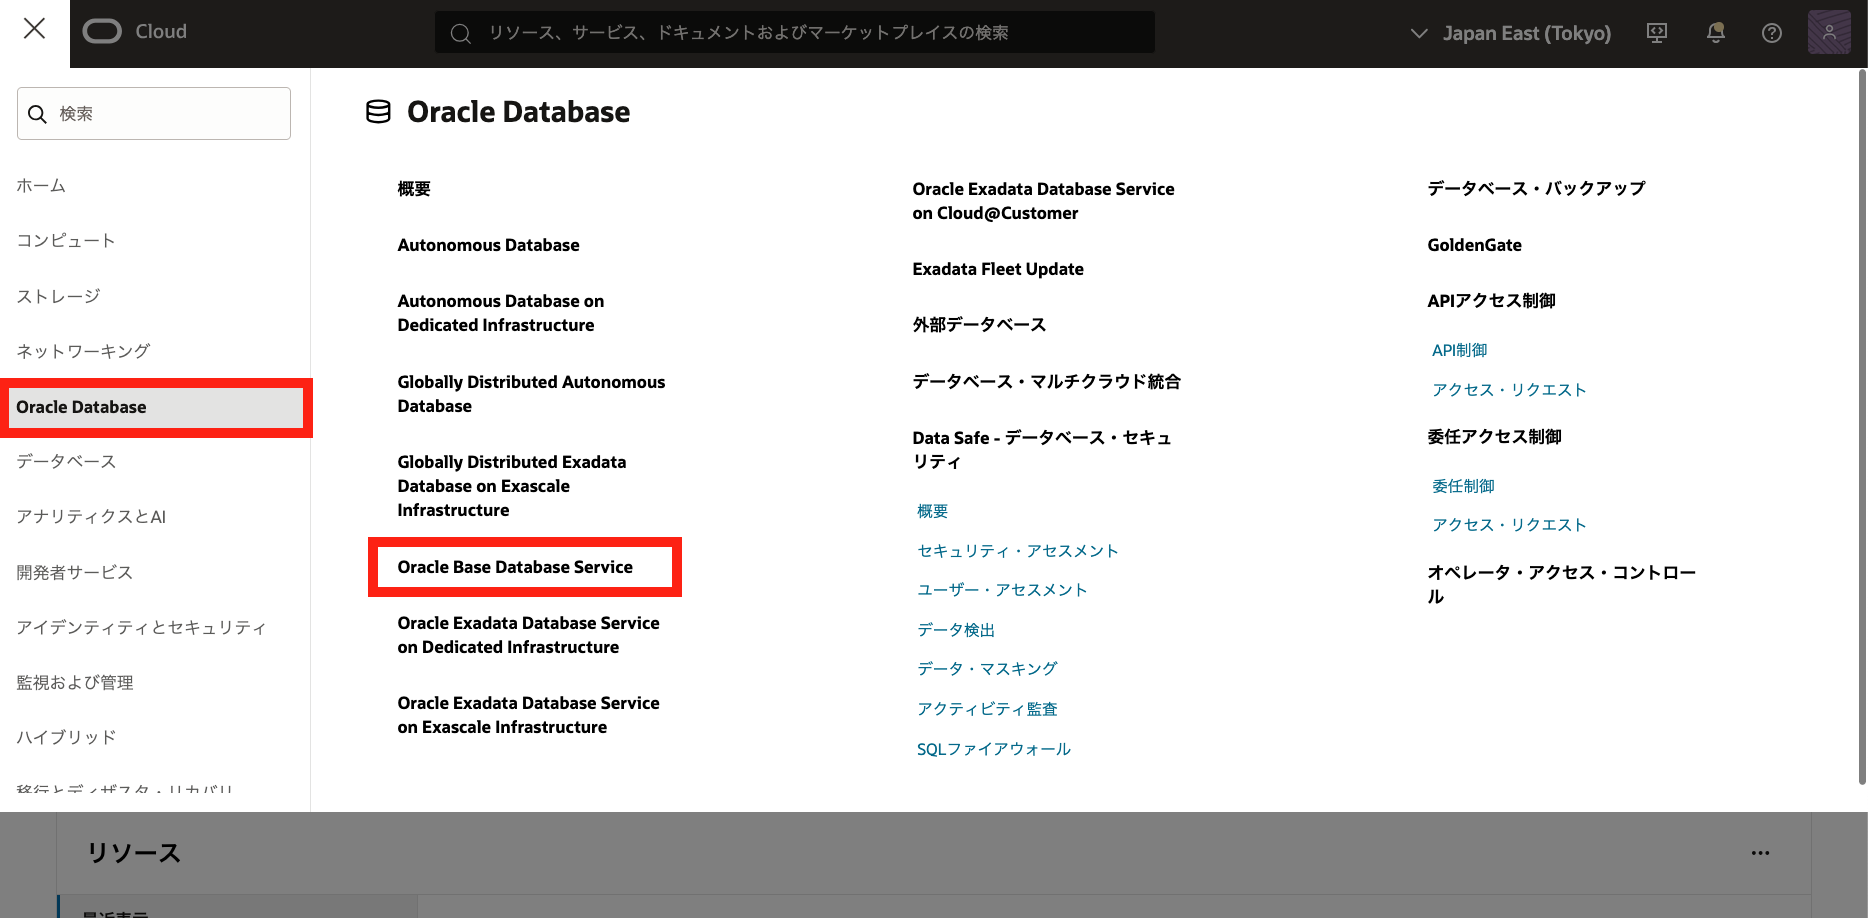 Cloud
リソース、サービス、ドキュメントおよびマーケットプレイスの検索
Japan East (Tokyo)
検索
ホーム
コンピュート
ストレージ
ネットワーキング
Oracle Database
データベース
アナリティクスとAI
開発者サービス
アイデンティティとセキュリティ
監視および管理
ハイブリッド
移行とディザスタ・リカバリ
Oracle Database
概要
Autonomous Database
Autonomous Database on
Dedicated Infrastructure
Globally Distributed Autonomous
Database
Globally Distributed Exadata
Database on Exascale
Infrastructure
Oracle Base Database Service
Oracle Exadata Database Service
on Dedicated Infrastructure
Oracle Exadata Database Service
on Exascale Infrastructure
Oracle Exadata Database Service
on Cloud@Customer
Exadata Fleet Update
外部データベース
データベース・マルチクラウド統合
Data Safe - データベース・セキュ
リティ
概要
セキュリティ・アセスメント
ユーザー・アセスメント
データ検出
データ・マスキング
アクティビティ監査
SQLファイアウォール
データベース・バックアップ
GoldenGate
APIアクセス制御
API制御
アクセス・リクエスト
委任アクセス制御
委任制御
アクセス・リクエスト
オペレータ・アクセス・コントロー
ル
リソース
最近表示